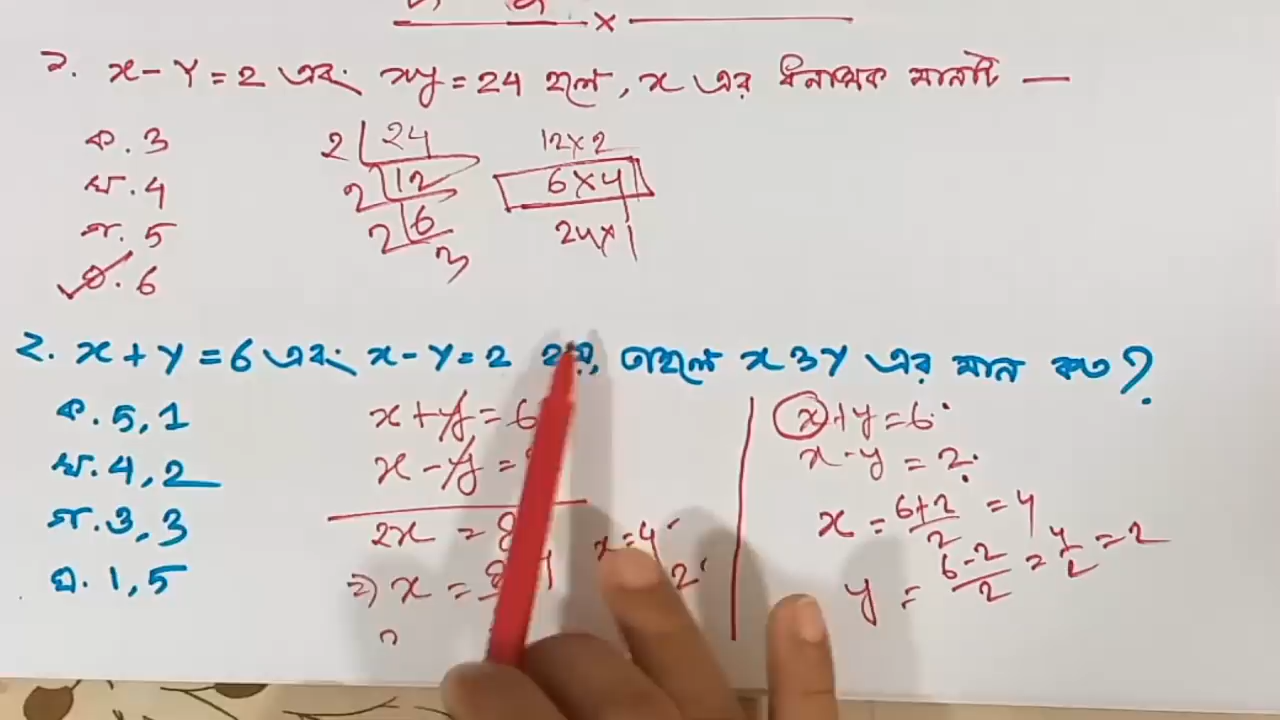 ১. x - y = 2 এবং xy = 24 হলে, x এর ধনাত্মক মানটি —
ক. 3
খ. 4
গ. 5
ঘ. 6
2 | 24
2 | 12
2 | 6
3
12 × 2
6 × 4
24 × 1
২. x + y = 6 এবং x - y = 2 হয়, তাহলে x ও y এর মান কত?
ক. 5, 1
খ. 4, 2
গ. 3, 3
ঘ. 1, 5
x + y = 6
x - y =
2x = 8
⇒) x =
x = 4
2
x + y = 6
x - y = 2
x = 6+2/2 = 4
y = 6-2/2 = 4/2 = 2